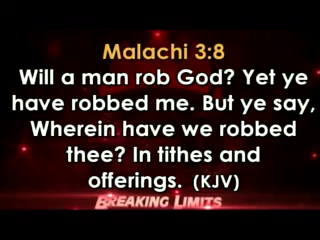 Malachi 3:8
Will a man rob God? Yet ye
have robbed me. But ye say,
Wherein have we robbed
thee? In tithes and
offerings. (KJV)
BREAKING LIMITS